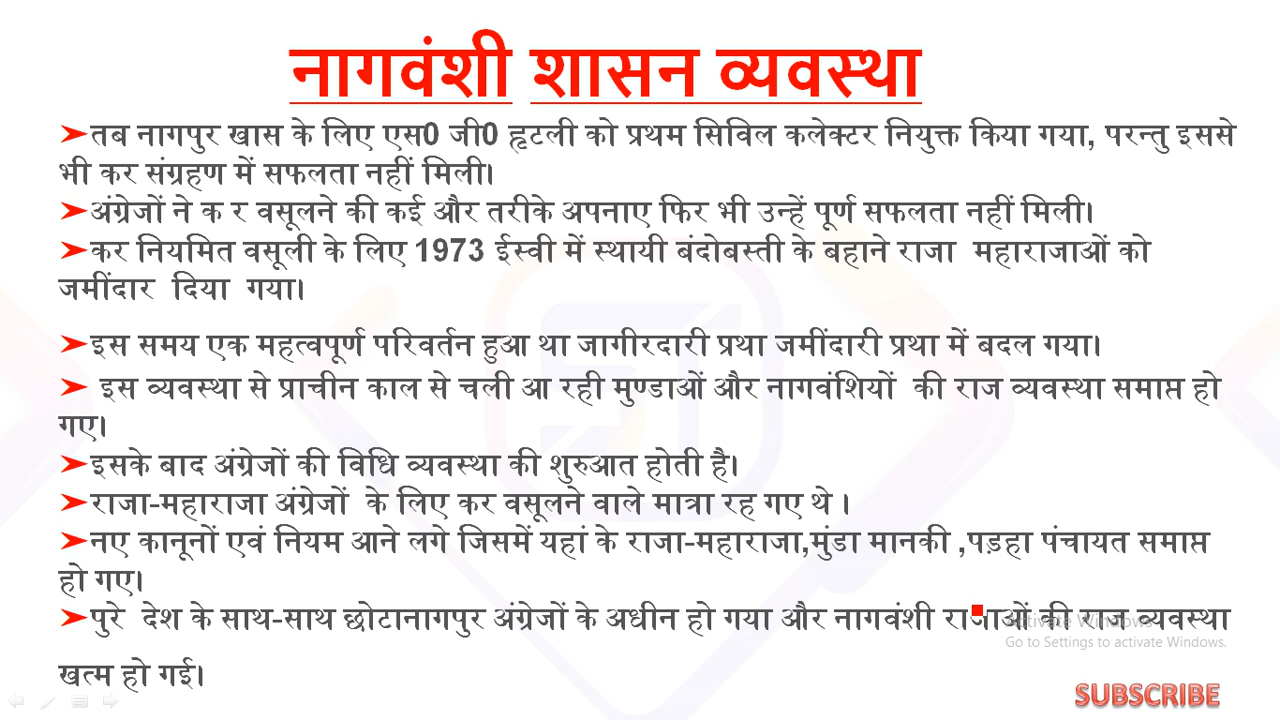 नागवंशी शासन व्यवस्था
➤तब नागपुर खास के लिए एस0 जी0 हृटली को प्रथम सिविल कलेक्टर नियुक्त किया गया, परन्तु इससे
भी कर संग्रहण में सफलता नहीं मिली।
➤अंग्रेजों ने क र वसूलने की कई और तरीके अपनाए फिर भी उन्हें पूर्ण सफलता नहीं मिली।
➤कर नियमित वसूली के लिए 1973 ईस्वी में स्थायी बंदोबस्ती के बहाने राजा महाराजाओं को
जमींदार दिया गया।
➤इस समय एक महत्वपूर्ण परिवर्तन हुआ था जागीरदारी प्रथा जमींदारी प्रथा में बदल गया।
➤ इस व्यवस्था से प्राचीन काल से चली आ रही मुण्डाओं और नागवंशियों की राज व्यवस्था समाप्त हो
गए।
➤इसके बाद अंग्रेजों की विधि व्यवस्था की शुरुआत होती है।
➤राजा-महाराजा अंग्रेजों के लिए कर वसूलने वाले मात्रा रह गए थे ।
➤नए कानूनों एवं नियम आने लगे जिसमें यहां के राजा-महाराजा,मुंडा मानकी ,पड़हा पंचायत समाप्त
हो गए।
➤पुरे देश के साथ-साथ छोटानागपुर अंग्रेजों के अधीन हो गया और नागवंशी राजाओं की राज व्यवस्था
Activate Windows
Go to Settings to activate Windows.
खत्म हो गई।
SUBSCRIBE